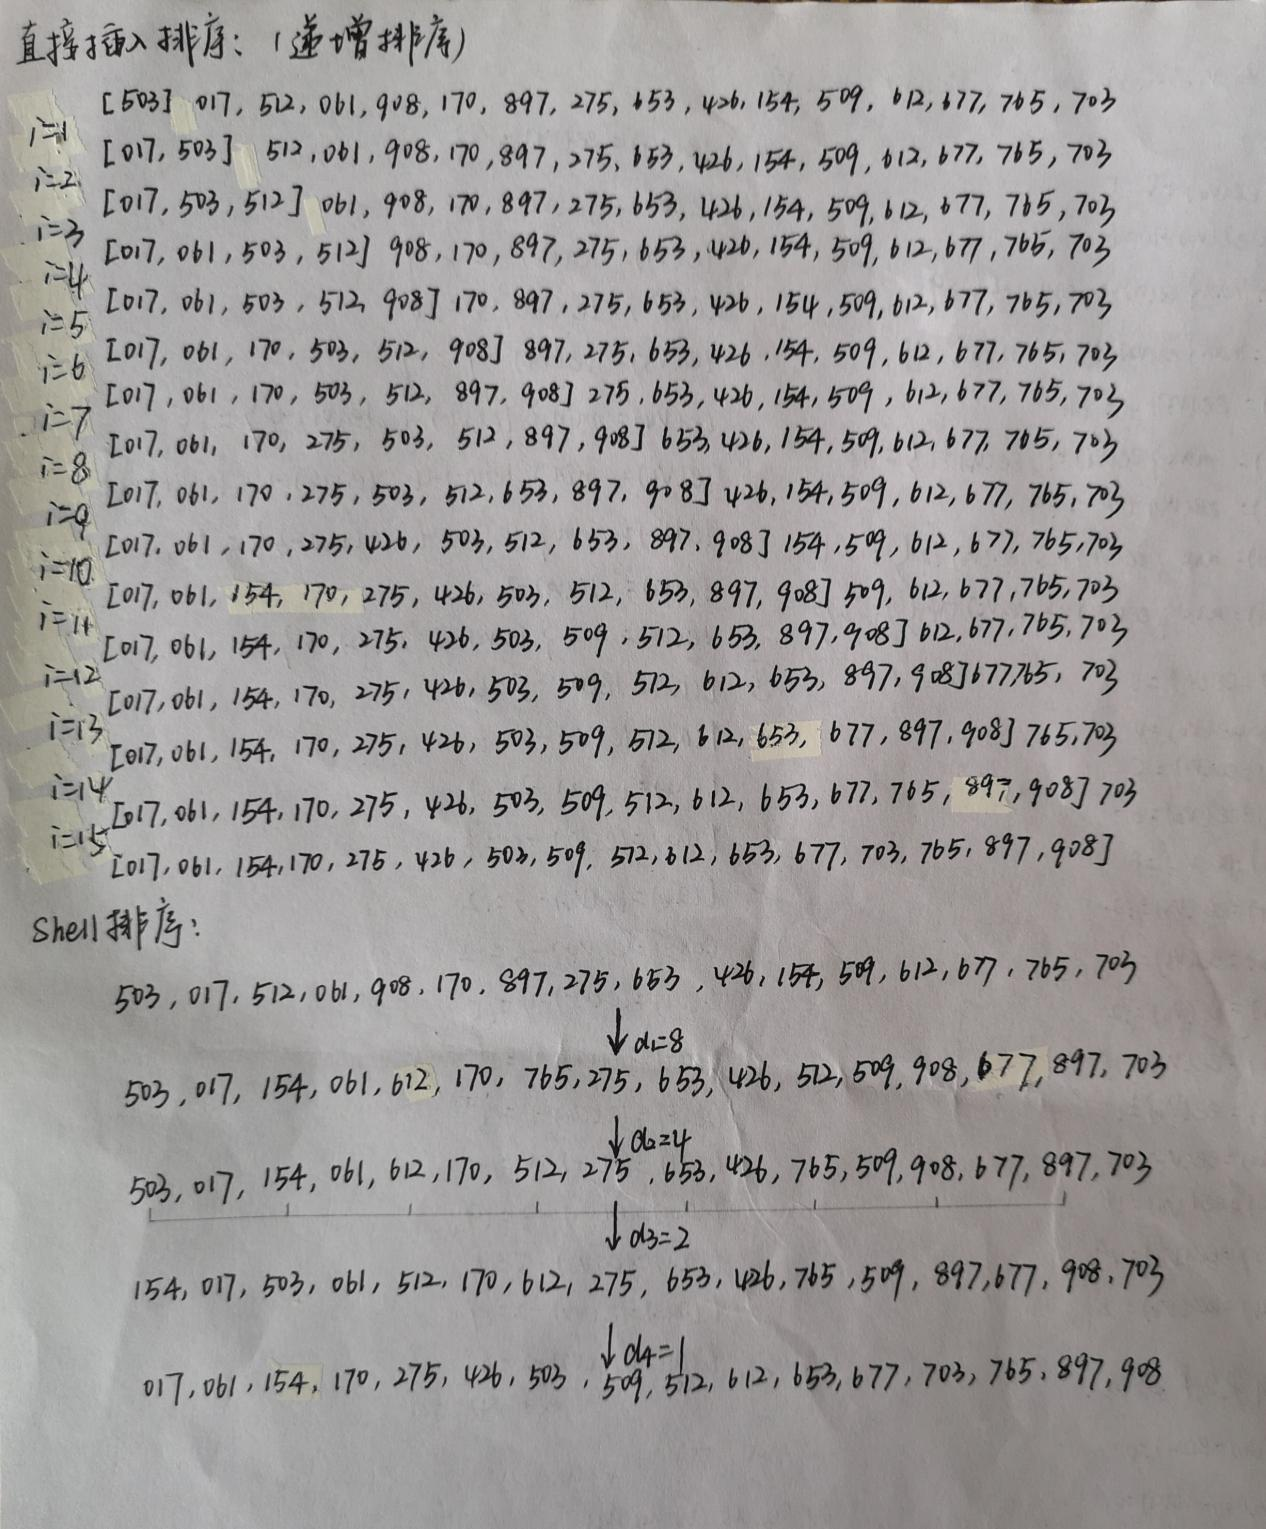 直接插入排序：（递增排序）
[503] 017, 512, 061, 908, 170, 897, 275, 653, 426, 154, 509, 612, 677, 765, 703
i=1
[017, 503] 512, 061, 908, 170, 897, 275, 653, 426, 154, 509, 612, 677, 765, 703
i=2
[017, 503, 512] 061, 908, 170, 897, 275, 653, 426, 154, 509, 612, 677, 765, 703
i=3
[017, 061, 503, 512] 908, 170, 897, 275, 653, 426, 154, 509, 612, 677, 765, 703
i=4
[017, 061, 503, 512, 908] 170, 897, 275, 653, 426, 154, 509, 612, 677, 765, 703
i=5
[017, 061, 170, 503, 512, 908] 897, 275, 653, 426, 154, 509, 612, 677, 765, 703
i=6
[017, 061, 170, 503, 512, 897, 908] 275, 653, 426, 154, 509, 612, 677, 765, 703
i=7
[017, 061, 170, 275, 503, 512, 897, 908] 653, 426, 154, 509, 612, 677, 765, 703
i=8
[017, 061, 170, 275, 503, 512, 653, 897, 908] 426, 154, 509, 612, 677, 765, 703
i=9
[017, 061, 170, 275, 426, 503, 512, 653, 897, 908] 154, 509, 612, 677, 765, 703
i=10
[017, 061, 154, 170, 275, 426, 503, 512, 653, 897, 908] 509, 612, 677, 765, 703
i=11
[017, 061, 154, 170, 275, 426, 503, 509, 512, 653, 897, 908] 612, 677, 765, 703
i=12
[017, 061, 154, 170, 275, 426, 503, 509, 512, 612, 653, 897, 908] 677, 765, 703
i=13
[017, 061, 154, 170, 275, 426, 503, 509, 512, 612, 653, 677, 897, 908] 765, 703
i=14
[017, 061, 154, 170, 275, 426, 503, 509, 512, 612, 653, 677, 765, 897, 908] 703
i=15
[017, 061, 154, 170, 275, 426, 503, 509, 512, 612, 653, 677, 703, 765, 897, 908]
Shell排序：
503, 017, 512, 061, 908, 170, 897, 275, 653, 426, 154, 509, 612, 677, 765, 703
↓ d1=8
503, 017, 154, 061, 612, 170, 765, 275, 653, 426, 512, 509, 908, 677, 897, 703
↓ d2=4
503, 017, 154, 061, 612, 170, 512, 275, 653, 426, 765, 509, 908, 677, 897, 703
↓ d3=2
154, 017, 503, 061, 512, 170, 612, 275, 653, 426, 765, 509, 897, 677, 908, 703
↓ d4=1
017, 061, 154, 170, 275, 426, 503, 509, 512, 612, 653, 677, 703, 765, 897, 908